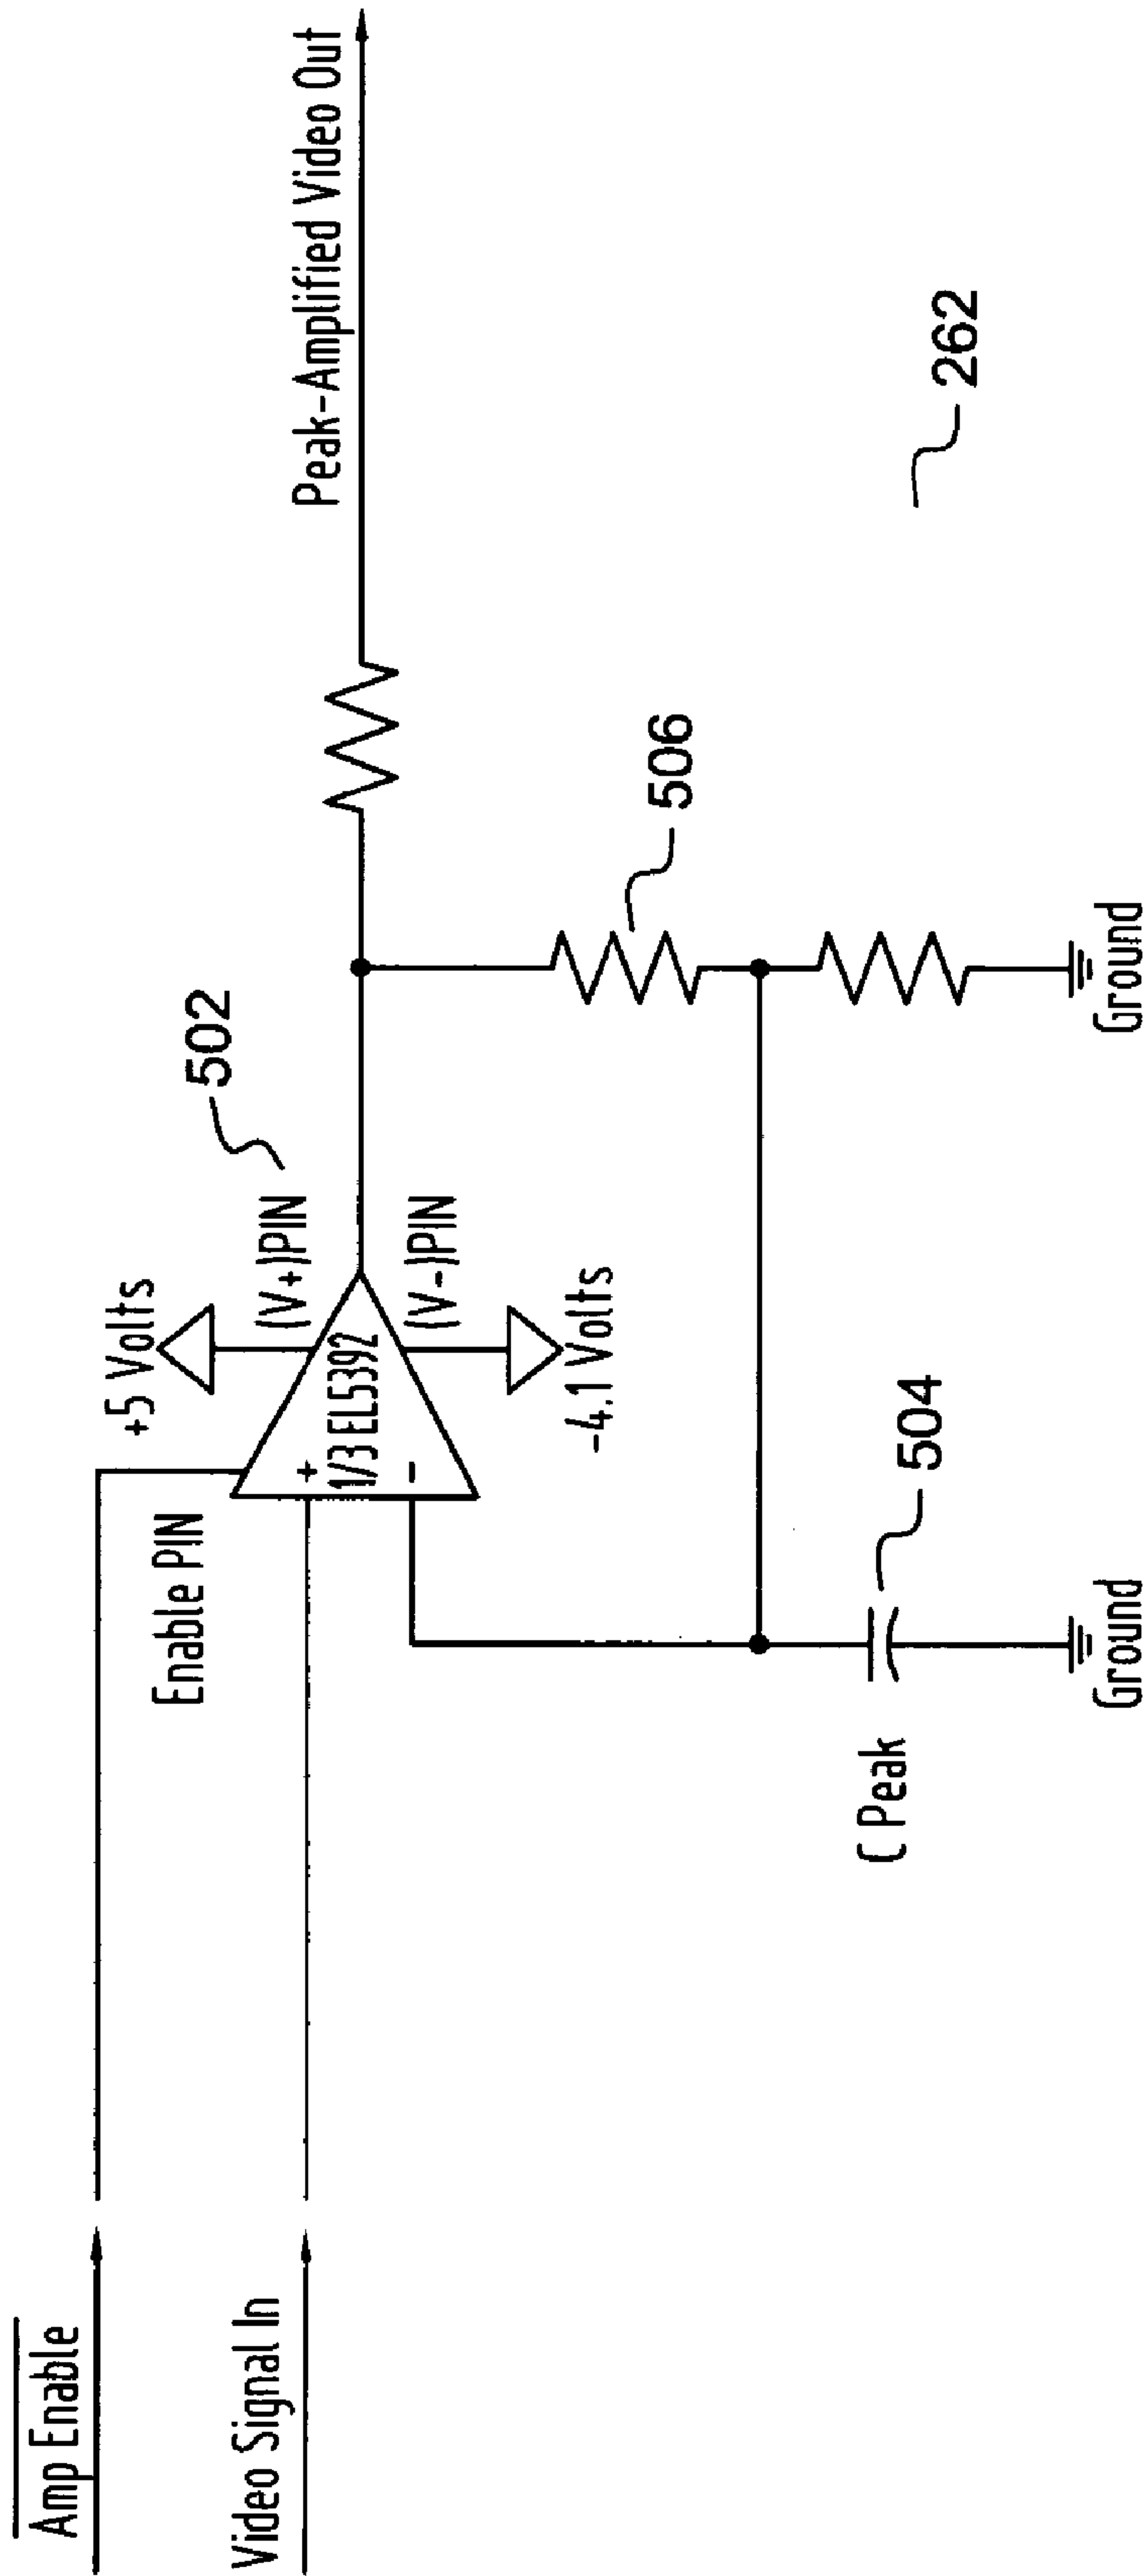 Amp Enable
Video Signal In
Enable PIN
+5 Volts
(V+)PIN
1/3 EL5392
+
-
(V-)PIN
-4.1 Volts
502
Peak-Amplified Video Out
506
504
C Peak
Ground
Ground
262